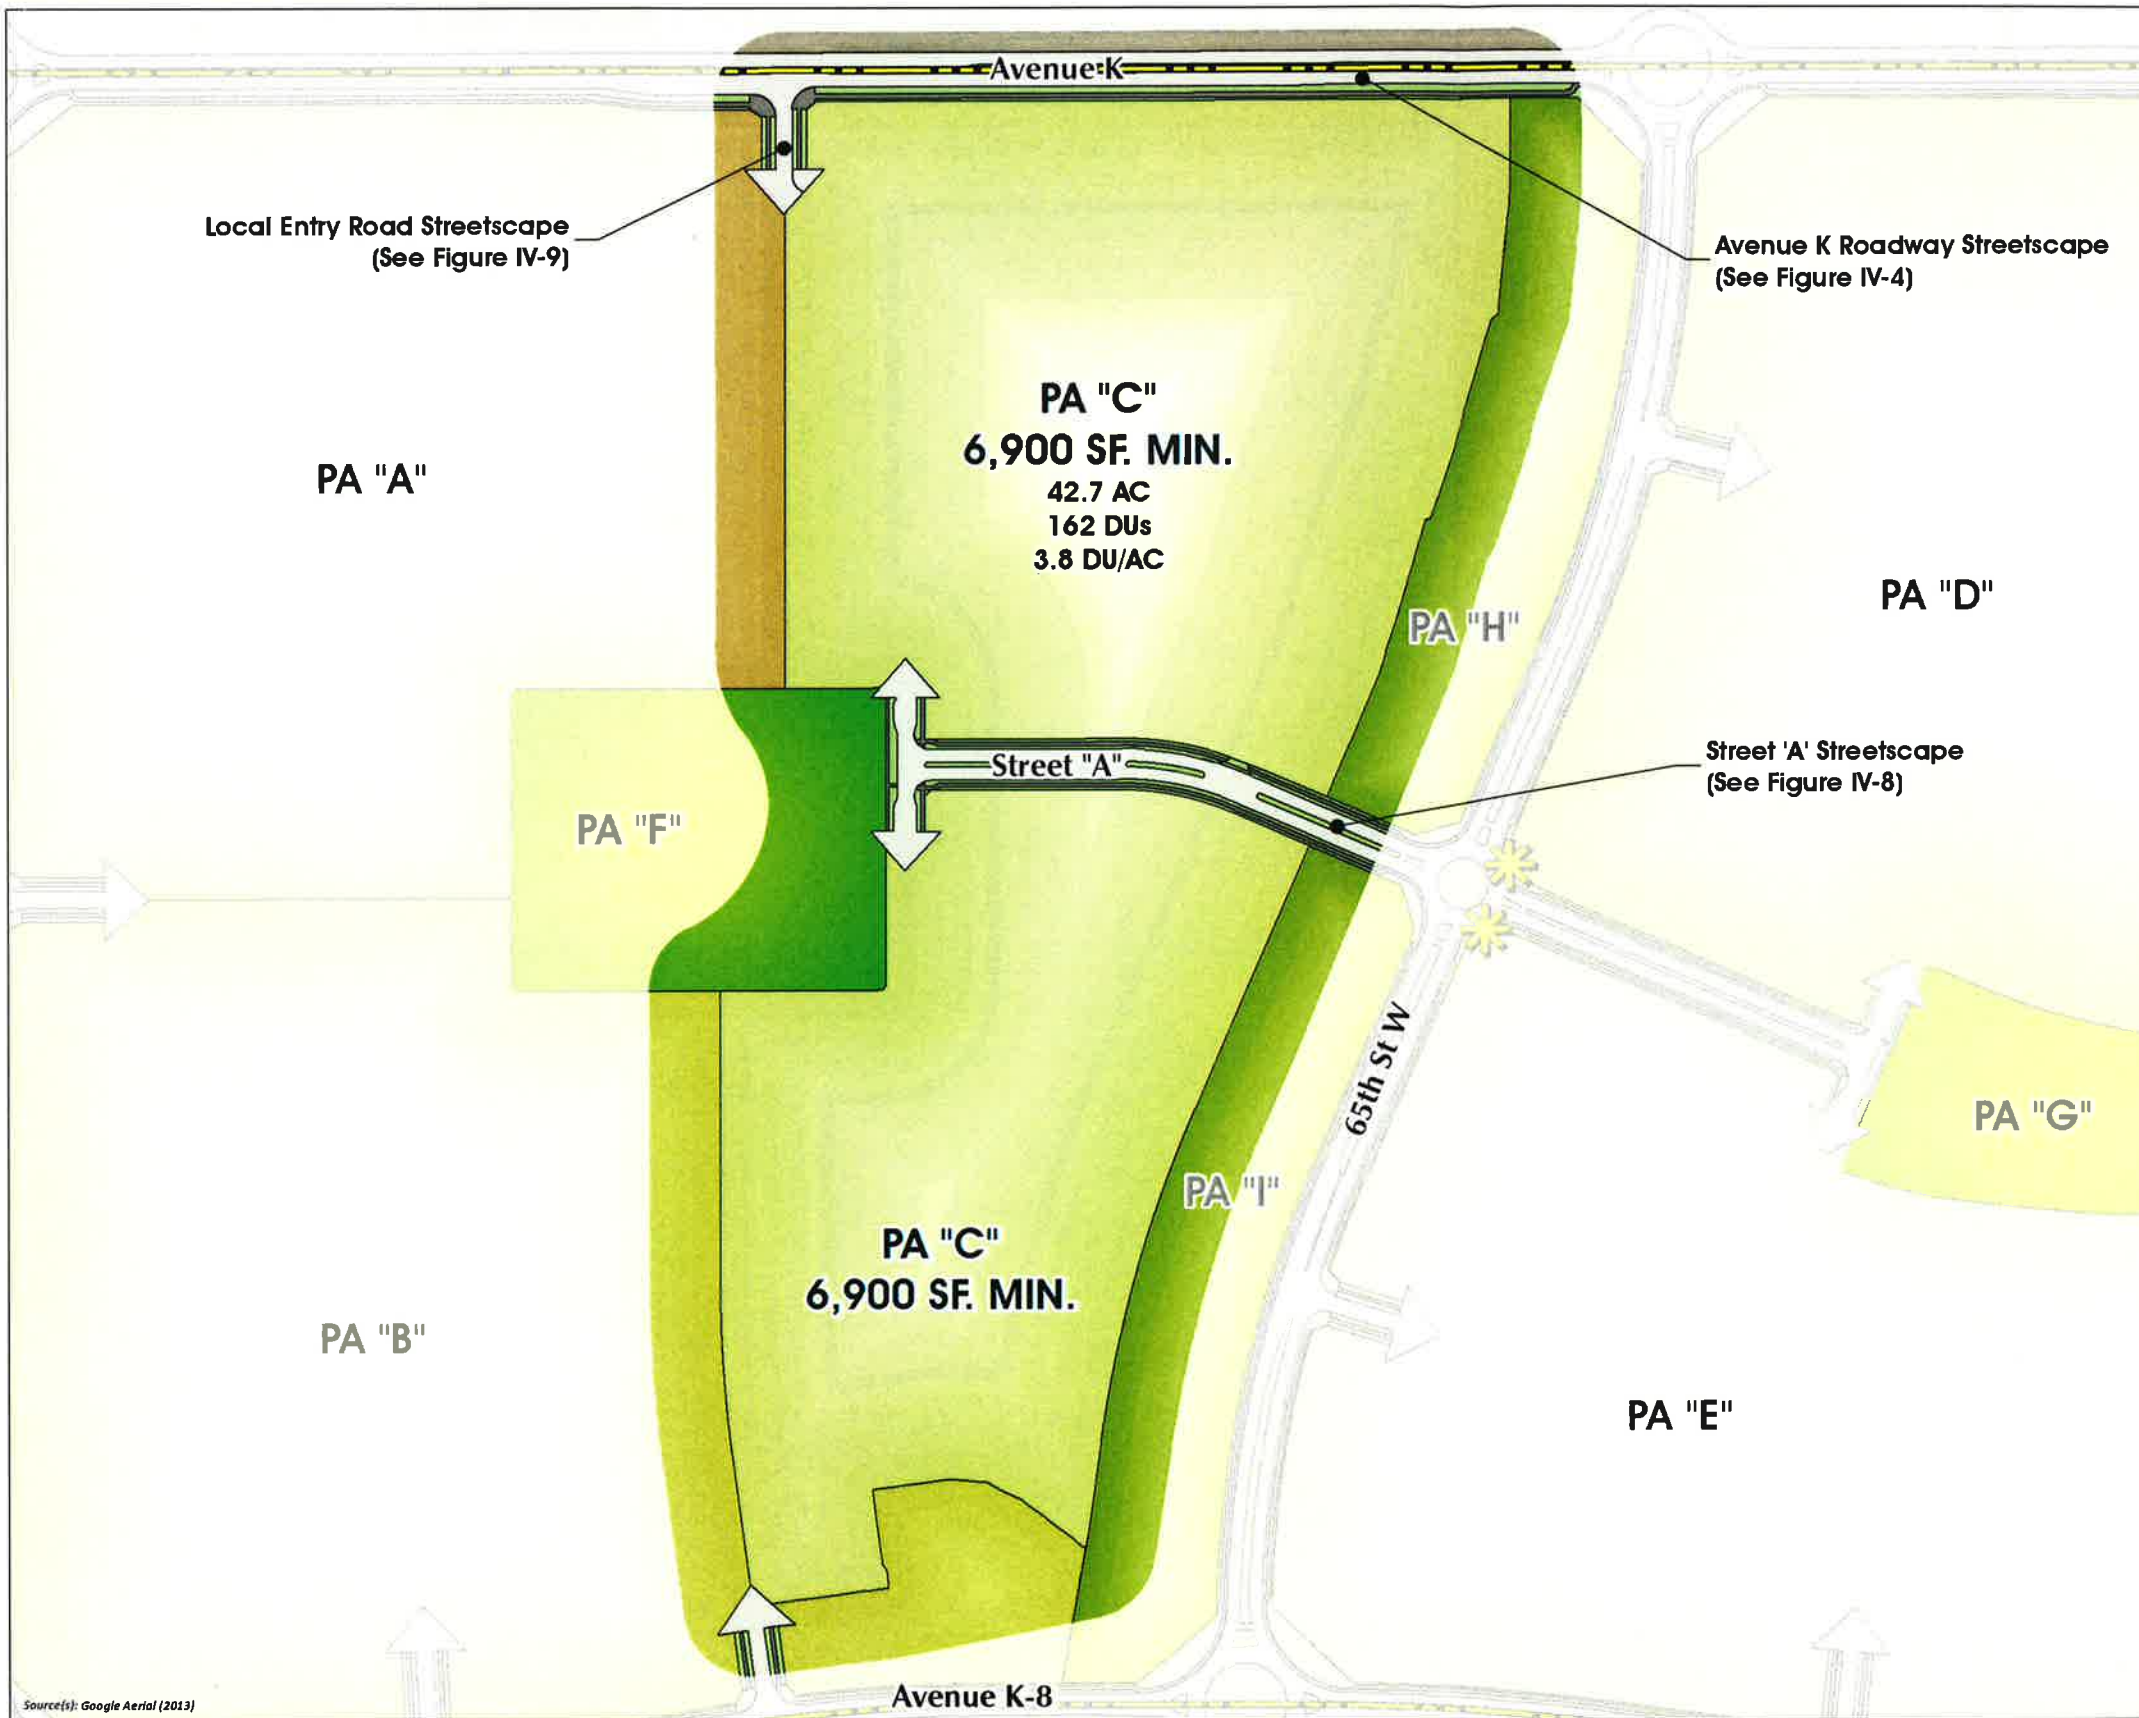 Avenue K
Local Entry Road Streetscape
(See Figure IV-9)
Avenue K Roadway Streetscape
(See Figure IV-4)
PA "C"
6,900 SF. MIN.
42.7 AC
162 DUs
3.8 DU/AC
PA "A"
PA "D"
PA "H"
Street "A"
Street 'A' Streetscape
(See Figure IV-8)
PA "F"
65th St W
PA "G"
PA "I"
PA "C"
6,900 SF. MIN.
PA "B"
PA "E"
Avenue K-8
Source(s): Google Aerial (2013)